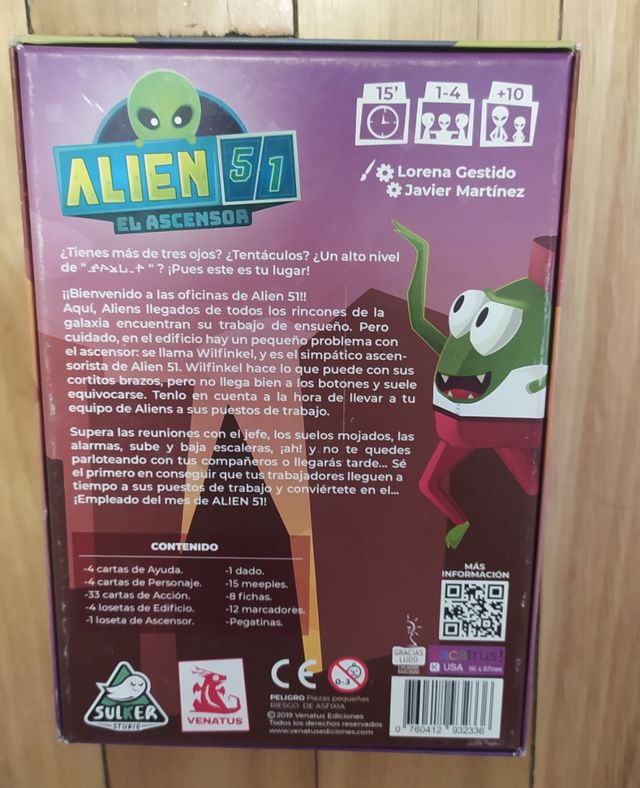 ALIEN 51
EL ASCENSOR
15'
1-4
+10
Lorena Gestido
Javier Martínez
¿Tienes más de tres ojos? ¿Tentáculos? ¿Un alto nivel
de " " ? ¡Pues este es tu lugar!
¡¡Bienvenido a las oficinas de Alien 51!!
Aquí, Aliens llegados de todos los rincones de la
galaxia encuentran su trabajo de ensueño. Pero
cuidado, en el edificio hay un pequeño problema con
el ascensor: se llama Wilfinkel, y es el simpático ascen-
sorista de Alien 51. Wilfinkel hace lo que puede con sus
cortitos brazos, pero no llega bien a los botones y suele
equivocarse. Tenlo en cuenta a la hora de llevar a tu
equipo de Aliens a sus puestos de trabajo.
Supera las reuniones con el jefe, los suelos mojados, las
alarmas, sube y baja escaleras, ¡ah! y no te quedes
parloteando con tus compañeros o llegarás tarde... Sé
el primero en conseguir que tus trabajadores lleguen a
tiempo a sus puestos de trabajo y conviértete en el...
¡Empleado del mes de ALIEN 51!
CONTENIDO
-4 cartas de Ayuda.
-4 cartas de Personaje.
-33 cartas de Acción.
-4 losetas de Edificio.
-1 loseta de Ascensor.
-1 dado.
-15 meeples.
-8 fichas.
-12 marcadores.
-Pegatinas.
MÁS
INFORMACIÓN
SULKER
STUDIO
VENATUS
CE
0-3
PELIGRO Piezas pequeñas
RIESGO DE ASFIXIA
©2019 Venatus Ediciones
Todos los derechos reservados
www.venatusediciones.com
GRACIAS
LUDO
acatrus!
K USA 56 x 87mm
0 760412 932336